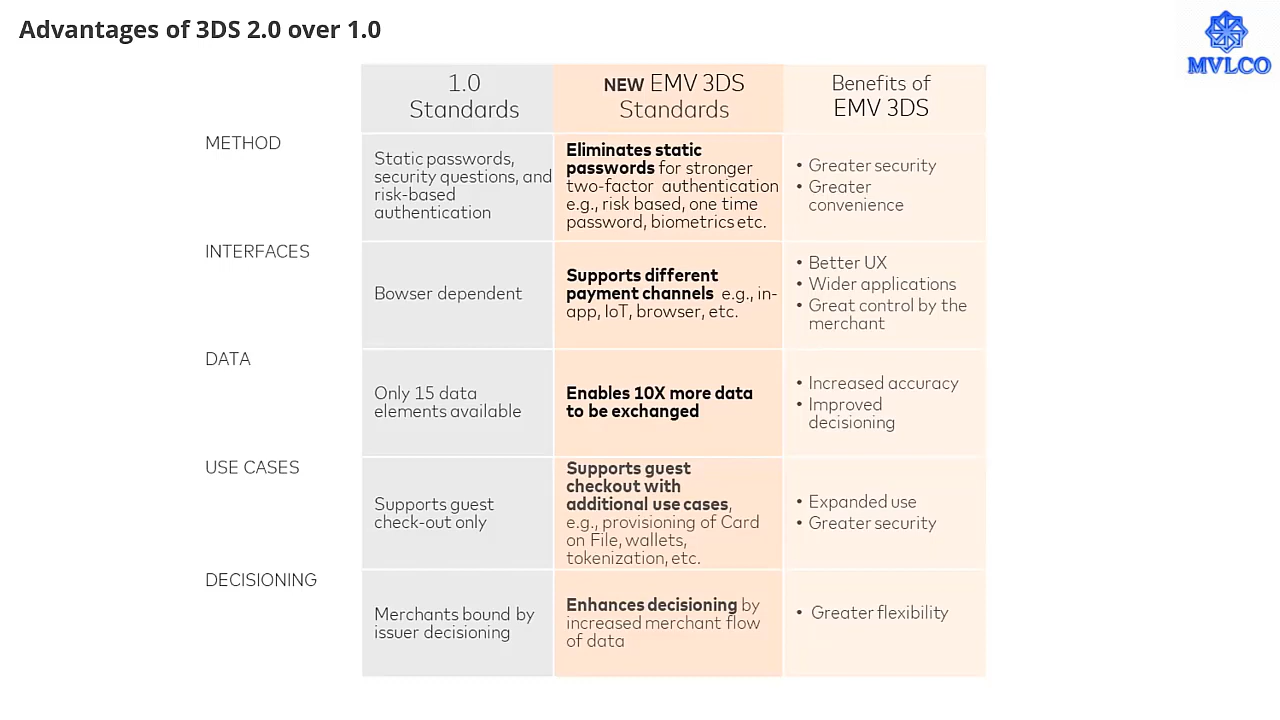 Advantages of 3DS 2.0 over 1.0
MVLCO
1.0
Standards
NEW EMV 3DS
Standards
Benefits of
EMV 3DS
METHOD
Static passwords,
security questions, and
risk-based
authentication
Eliminates static
passwords for stronger
two-factor authentication
e.g., risk based, one time
password, biometrics etc.
• Greater security
• Greater
convenience
INTERFACES
Bowser dependent
Supports different
payment channels e.g., in-
app, IoT, browser, etc.
• Better UX
• Wider applications
• Great control by the
merchant
DATA
Only 15 data
elements available
Enables 10X more data
to be exchanged
• Increased accuracy
• Improved
decisioning
USE CASES
Supports guest
check-out only
Supports guest
checkout with
additional use cases,
e.g., provisioning of Card
on File, wallets,
tokenization, etc.
• Expanded use
• Greater security
DECISIONING
Merchants bound by
issuer decisioning
Enhances decisioning by
increased merchant flow
of data
• Greater flexibility